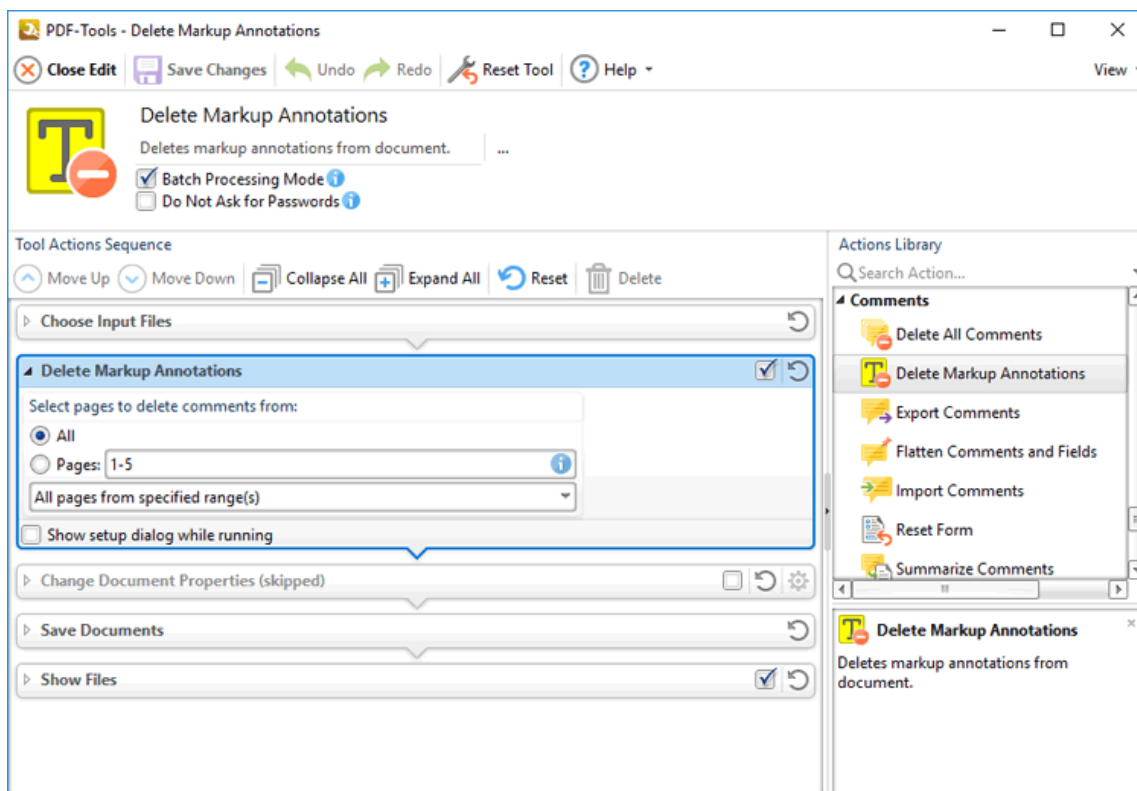 PDF-Tools - Delete Markup Annotations
Close Edit Save Changes Undo Redo Reset Tool ? Help View
T Delete Markup Annotations
Deletes markup annotations from document. ...
Batch Processing Mode i
Do Not Ask for Passwords i
Tool Actions Sequence
Move Up Move Down Collapse All Expand All Reset Delete
Choose Input Files
Delete Markup Annotations
Select pages to delete comments from:
All
Pages: 1-5 i
All pages from specified range(s)
Show setup dialog while running
Change Document Properties (skipped)
Save Documents
Show Files
Actions Library
Search Action...
Comments
Delete All Comments
T Delete Markup Annotations
Export Comments
Flatten Comments and Fields
Import Comments
Reset Form
Summarize Comments
T Delete Markup Annotations
Deletes markup annotations from
document.